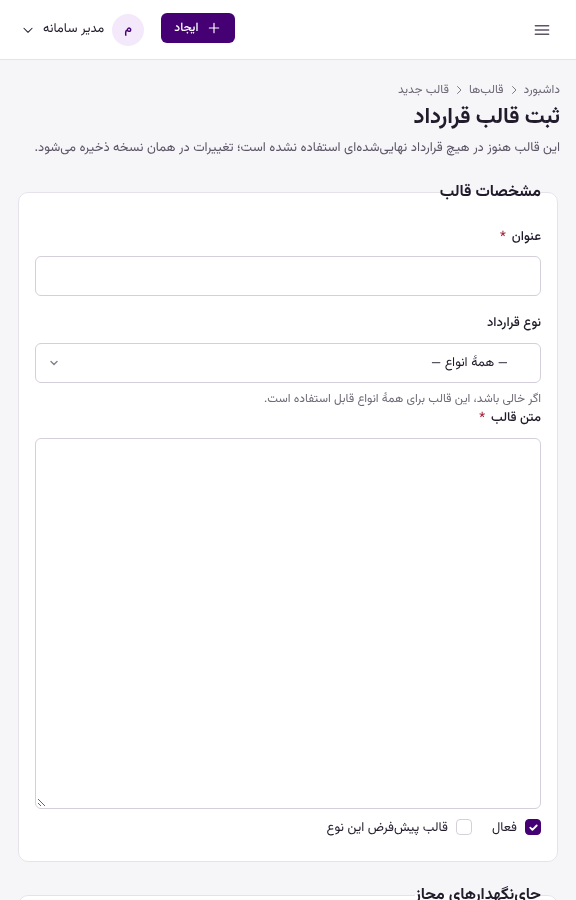 ایجاد
م
مدیر سامانه
داشبورد
قالب‌ها
قالب جدید
ثبت قالب قرارداد
این قالب هنوز در هیچ قرارداد نهایی‌شده‌ای استفاده نشده است؛ تغییرات در همان نسخه ذخیره می‌شود.
مشخصات قالب
عنوان *
نوع قرارداد
— همهٔ انواع —
اگر خالی باشد، این قالب برای همهٔ انواع قابل استفاده است.
متن قالب *
فعال
قالب پیش‌فرض این نوع
جای‌نگهدارهای مجاز